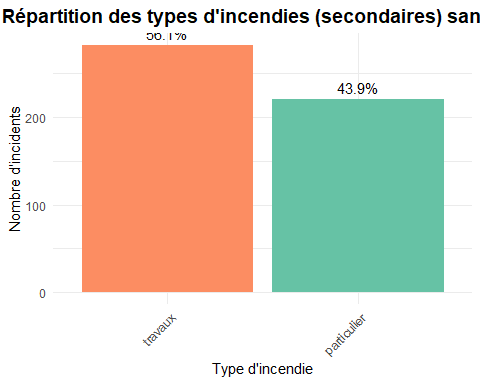 Répartition des types d'incendies (secondaires) san
56.1%
43.9%
Nombre d'incidents
200
100
0
travaux
particulier
Type d'incendie